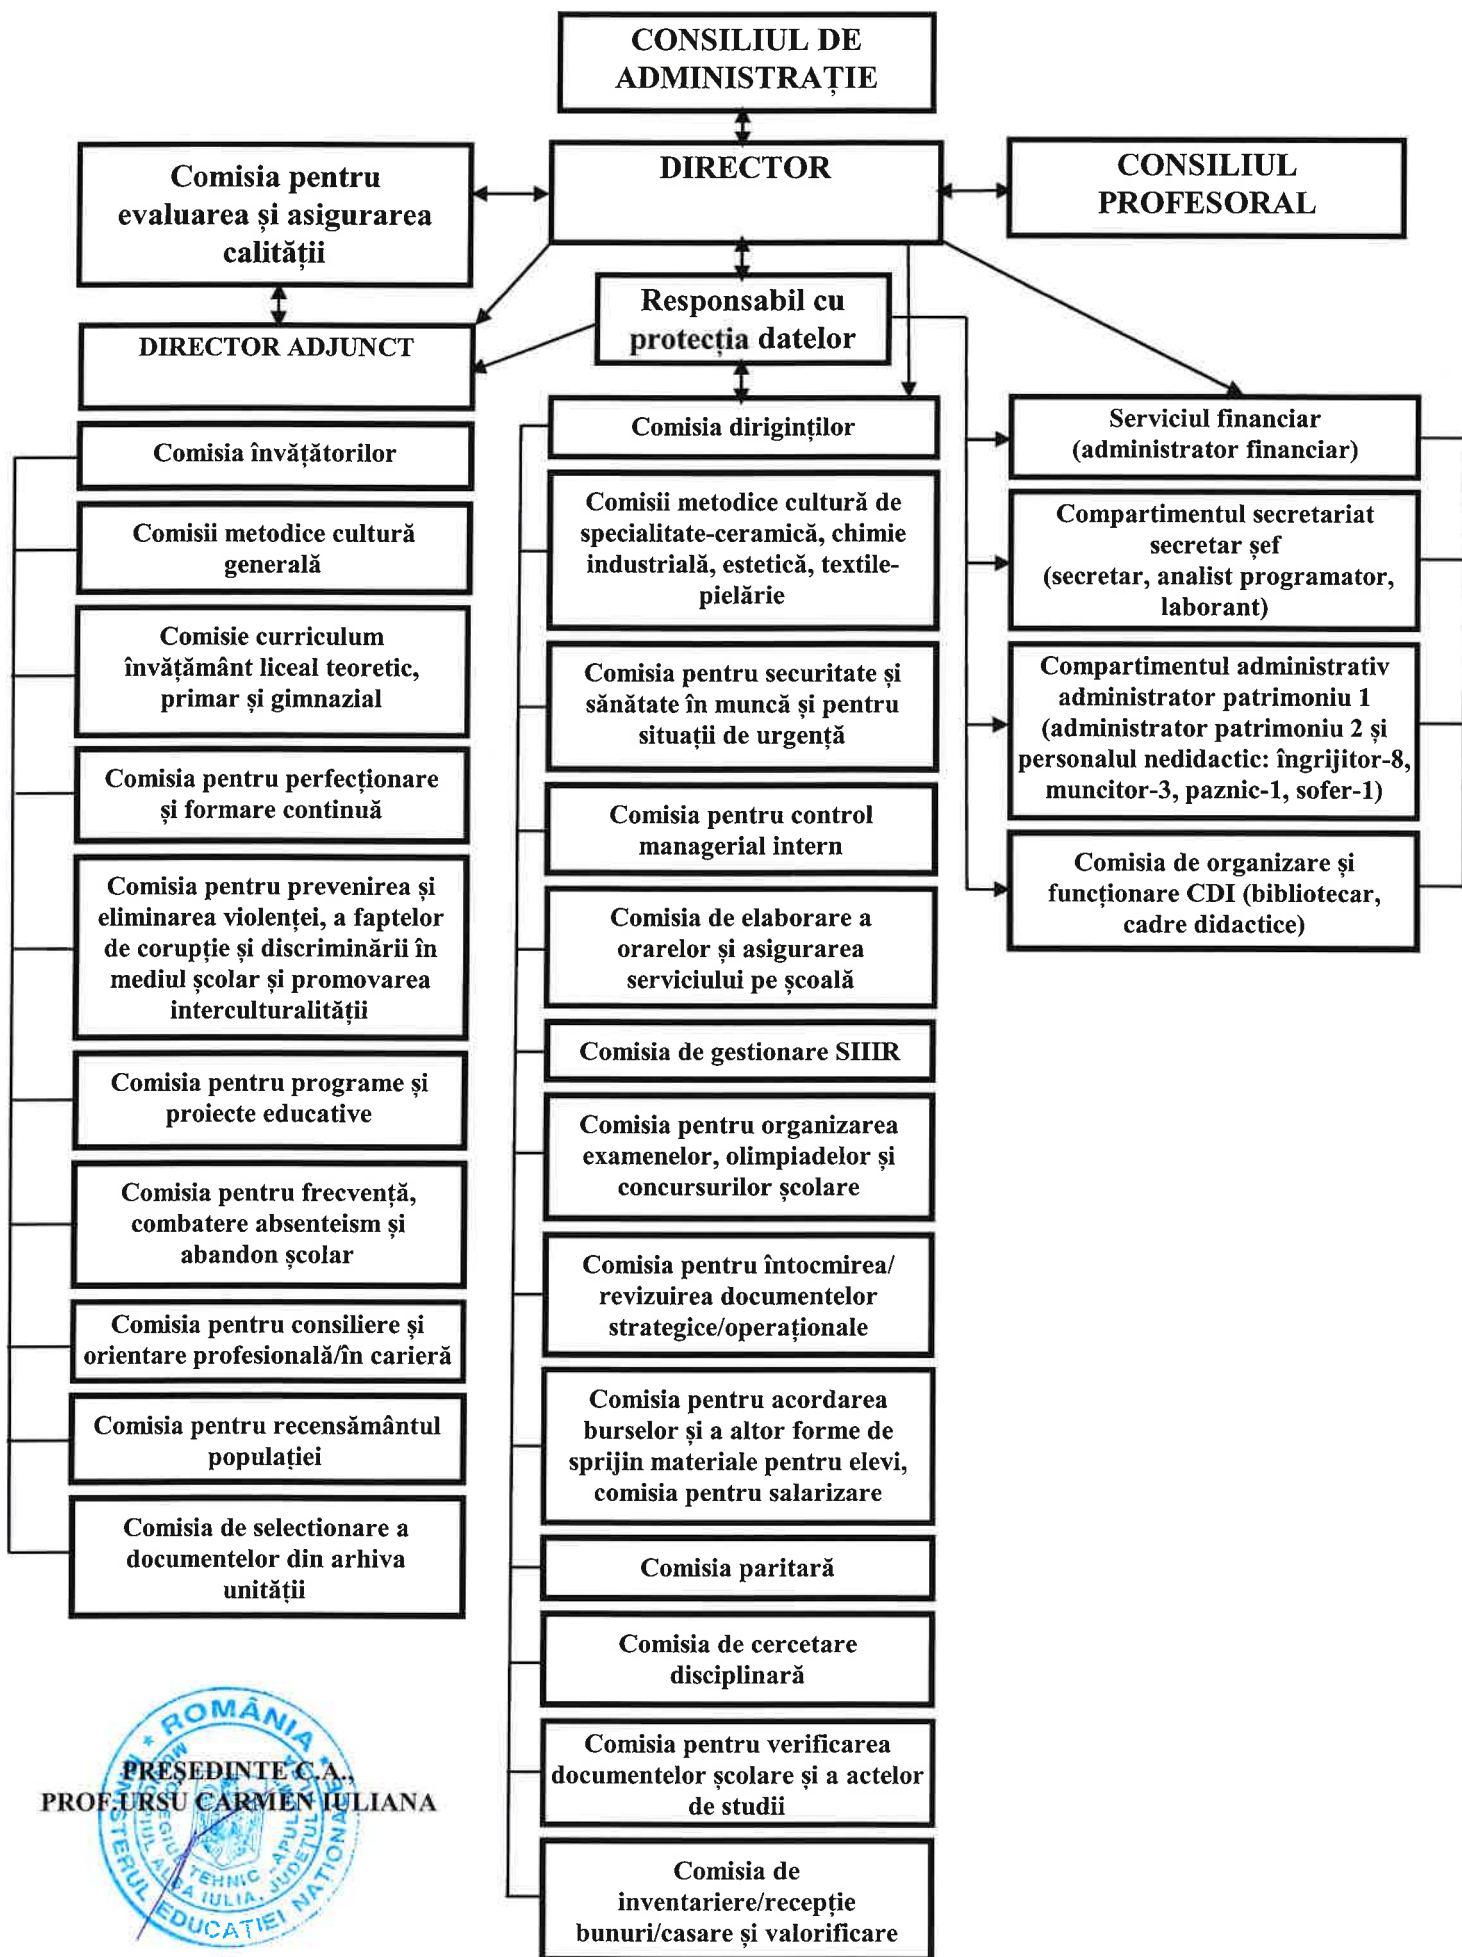 CONSILIUL DE
ADMINISTRAȚIE
DIRECTOR
Comisia pentru
evaluarea și asigurarea
calității
CONSILIUL
PROFESORAL
Responsabil cu
protecția datelor
DIRECTOR ADJUNCT
Comisia învățătorilor
Comisii metodice cultură
generală
Comisie curriculum
învățământ liceal teoretic,
primar și gimnazial
Comisia pentru perfecționare
și formare continuă
Comisia pentru prevenirea și
eliminarea violenței, a faptelor
de corupție și discriminării în
mediul școlar și promovarea
interculturalității
Comisia pentru programe și
proiecte educative
Comisia pentru frecvență,
combatere absenteism și
abandon școlar
Comisia pentru consiliere și
orientare profesională/în carieră
Comisia pentru recensământul
populației
Comisia de selectionare a
documentelor din arhiva
unității
Comisia diriginților
Comisii metodice cultură de
specialitate-ceramică, chimie
industrială, estetică, textile-
pielărie
Comisia pentru securitate și
sănătate în muncă și pentru
situații de urgență
Comisia pentru control
managerial intern
Comisia de elaborare a
orarelor și asigurarea
serviciului pe școală
Comisia de gestionare SIIIR
Comisia pentru organizarea
examenelor, olimpiadelor și
concursurilor școlare
Comisia pentru întocmirea/
revizuirea documentelor
strategice/operaționale
Comisia pentru acordarea
burselor și a altor forme de
sprijin materiale pentru elevi,
comisia pentru salarizare
Comisia paritară
Comisia de cercetare
disciplinară
Comisia pentru verificarea
documentelor școlare și a actelor
de studii
Comisia de
inventariere/recepție
bunuri/casare și valorificare
Serviciul financiar
(administrator financiar)
Compartimentul secretariat
secretar șef
(secretar, analist programator,
laborant)
Compartimentul administrativ
administrator patrimoniu 1
(administrator patrimoniu 2 și
personalul nedidactic: îngrijitor-8,
muncitor-3, paznic-1, sofer-1)
Comisia de organizare și
funcționare CDI (bibliotecar,
cadre didactice)
PREȘEDINTE C.A.,
PROF.URSU CARMEN IULIANA
* ROMÂNIA *
MINISTERUL EDUCAȚIEI NAȚIONALE
TEHNIC
ALBA IULIA, JUDEȚUL